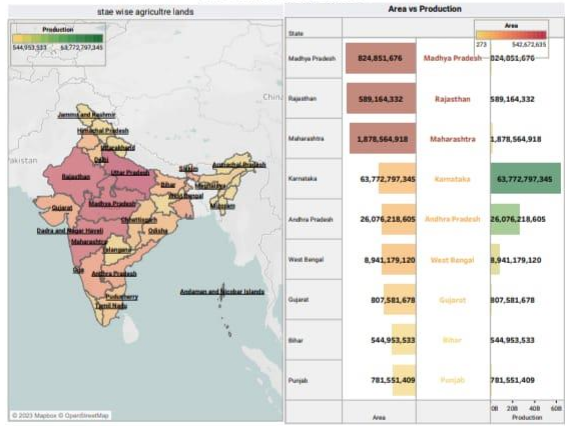 stae wise agricultre lands
Production
544,953,533
63,772,797,345
China
Pakistan
Jammu and Kashmir
Himachal Pradesh
Uttarakhand
Delhi
Rajasthan
Uttar Pradesh
Sikkim
Arunachal Pradesh
Bihar
Meghalaya
West Bengal
Mizoram
Gujarat
Madhya Pradesh
Chhattisgarh
Dadra and Nagar Haveli
Odisha
Maharashtra
Telangana
Goa
Andhra Pradesh
Andaman and Nicobar Islands
Puducherry
Tamil Nadu
© 2023 Mapbox © OpenStreetMap
Area vs Production
Area
273
542,672,635
State
Madhya Pradesh 824,851,676 Madhya Pradesh 824,851,676
Rajasthan 589,164,332 Rajasthan 589,164,332
Maharashtra 1,878,564,918 Maharashtra 1,878,564,918
Karnataka 63,772,797,345 Karnataka 63,772,797,345
Andhra Pradesh 26,076,218,605 Andhra Pradesh 26,076,218,605
West Bengal 8,941,179,120 West Bengal 8,941,179,120
Gujarat 807,581,678 Gujarat 807,581,678
Bihar 544,953,533 Bihar 544,953,533
Punjab 781,551,409 Punjab 781,551,409
0B 20B 40B 60B
Area Production